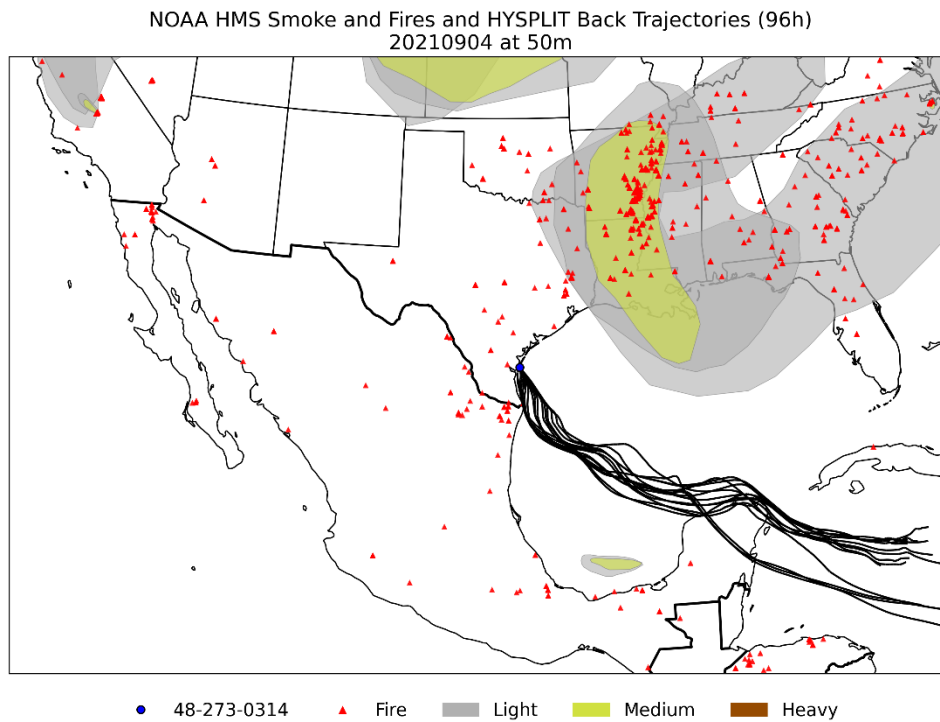 NOAA HMS Smoke and Fires and HYSPLIT Back Trajectories (96h)
20210904 at 50m
48-273-0314 Fire Light Medium Heavy